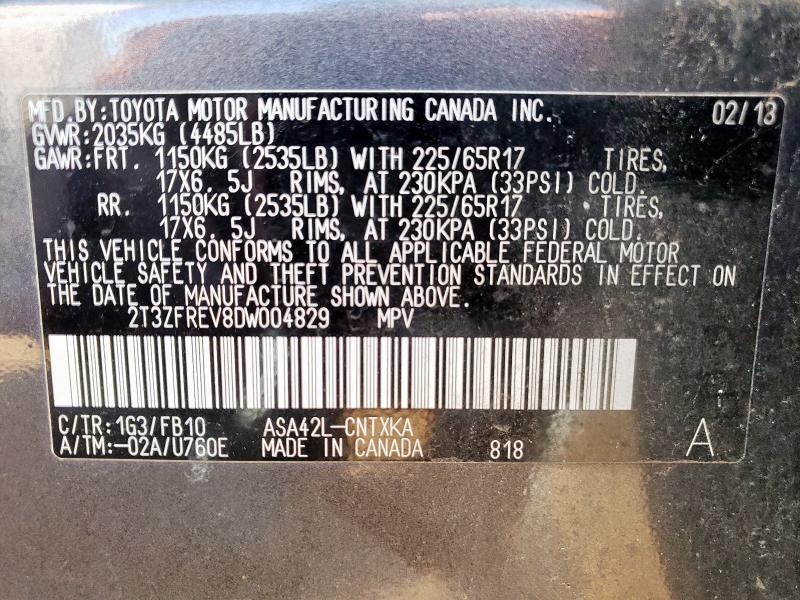 MFD.BY:TOYOTA MOTOR MANUFACTURING CANADA INC. 02/13
GVWR:2035KG (4485LB)
GAWR:FRT. 1150KG (2535LB) WITH 225/65R17 TIRES,
17X6. 5J RIMS, AT 230KPA (33PSI) COLD.
RR. 1150KG (2535LB) WITH 225/65R17 TIRES,
17X6. 5J RIMS, AT 230KPA (33PSI) COLD.
THIS VEHICLE CONFORMS TO ALL APPLICABLE FEDERAL MOTOR
VEHICLE SAFETY AND THEFT PREVENTION STANDARDS IN EFFECT ON
THE DATE OF MANUFACTURE SHOWN ABOVE.
2T3ZFREV8DW004829 MPV
C/TR:1G3/FB10 ASA42L-CNTXKA
A/TM:-02A/U760E MADE IN CANADA 818 A